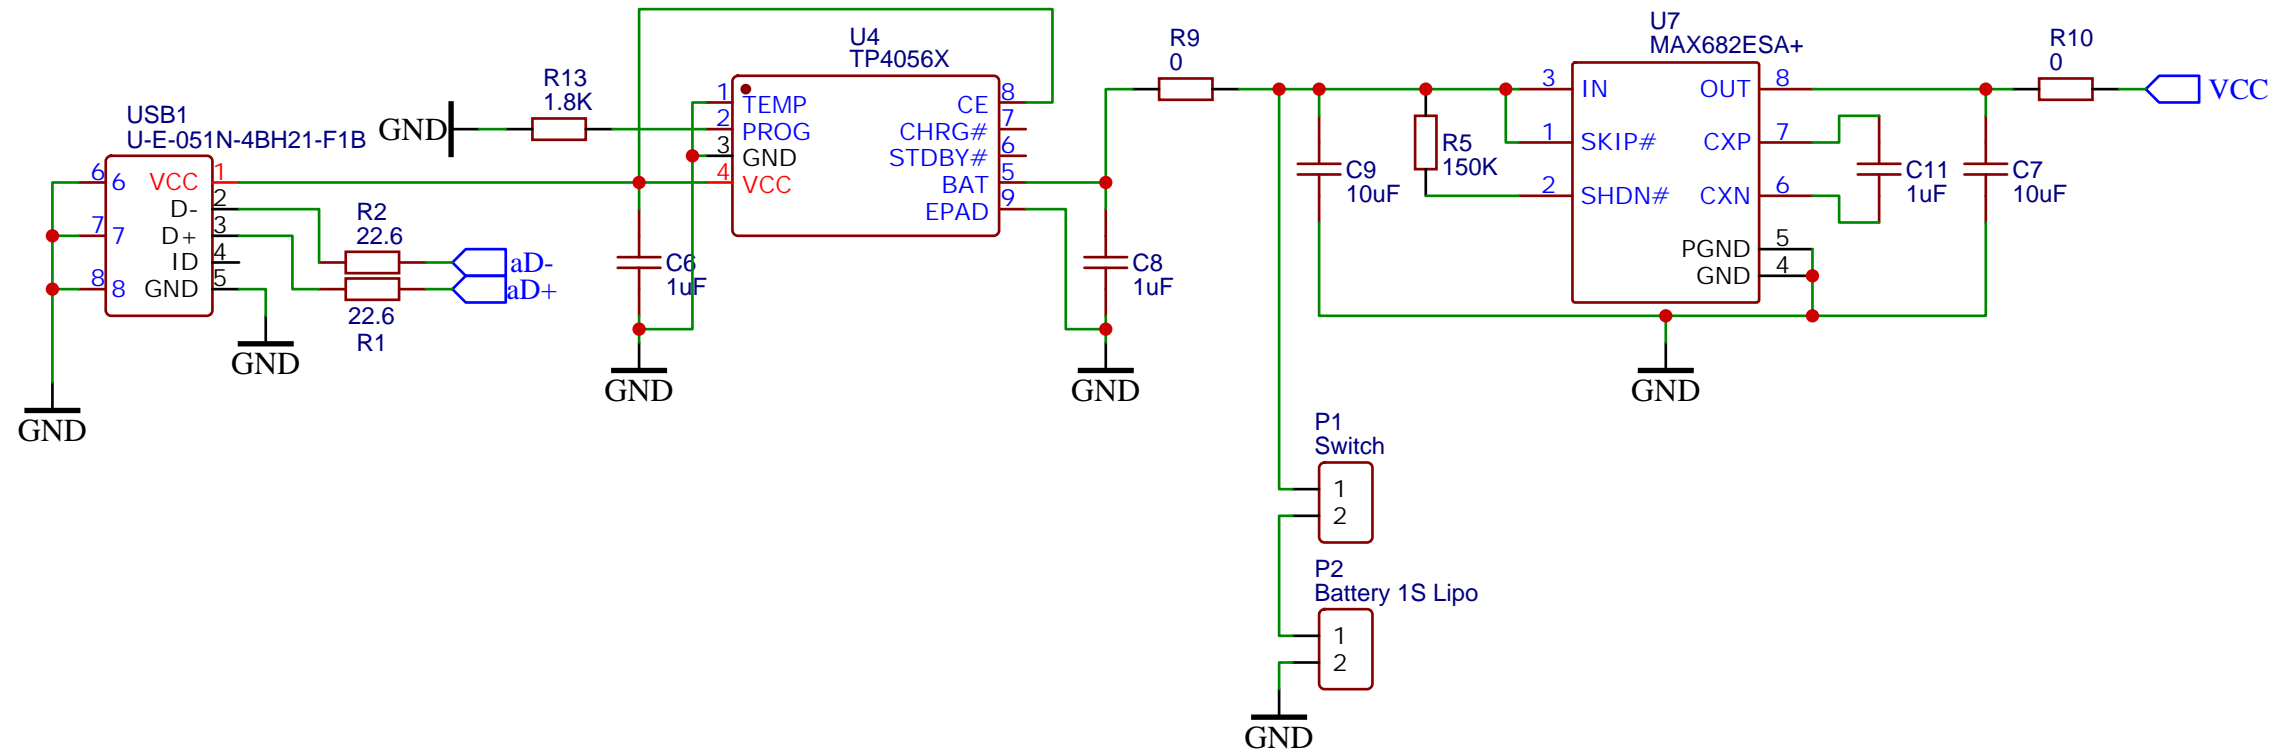 USB1
U-E-051N-4BH21-F1B
6 6 VCC 1
D- 2
7 7 D+ 3
ID 4
8 8 GND 5
GND
GND
R2
22.6
aD-
aD+
22.6
R1
GND
R13
1.8K
U4
TP4056X
1 TEMP CE 8
2 PROG CHRG# 7
3 GND STDBY# 6
4 VCC BAT 5
EPAD 9
C6
1uF
GND
C8
1uF
GND
R9
0
C9
10uF
R5
150K
U7
MAX682ESA+
3 IN OUT 8
1 SKIP# CXP 7
2 SHDN# CXN 6
PGND 5
GND 4
C11
1uF
C7
10uF
R10
0
VCC
GND
P1
Switch
1
2
P2
Battery 1S Lipo
1
2
GND